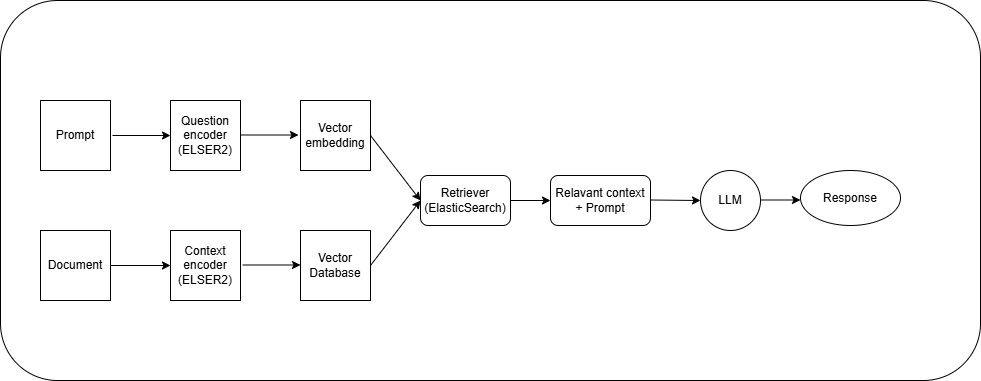 Prompt
Question
encoder
(ELSER2)
Vector
embedding
Document
Context
encoder
(ELSER2)
Vector
Database
Retriever
(ElasticSearch)
Relavant context
+ Prompt
LLM
Response